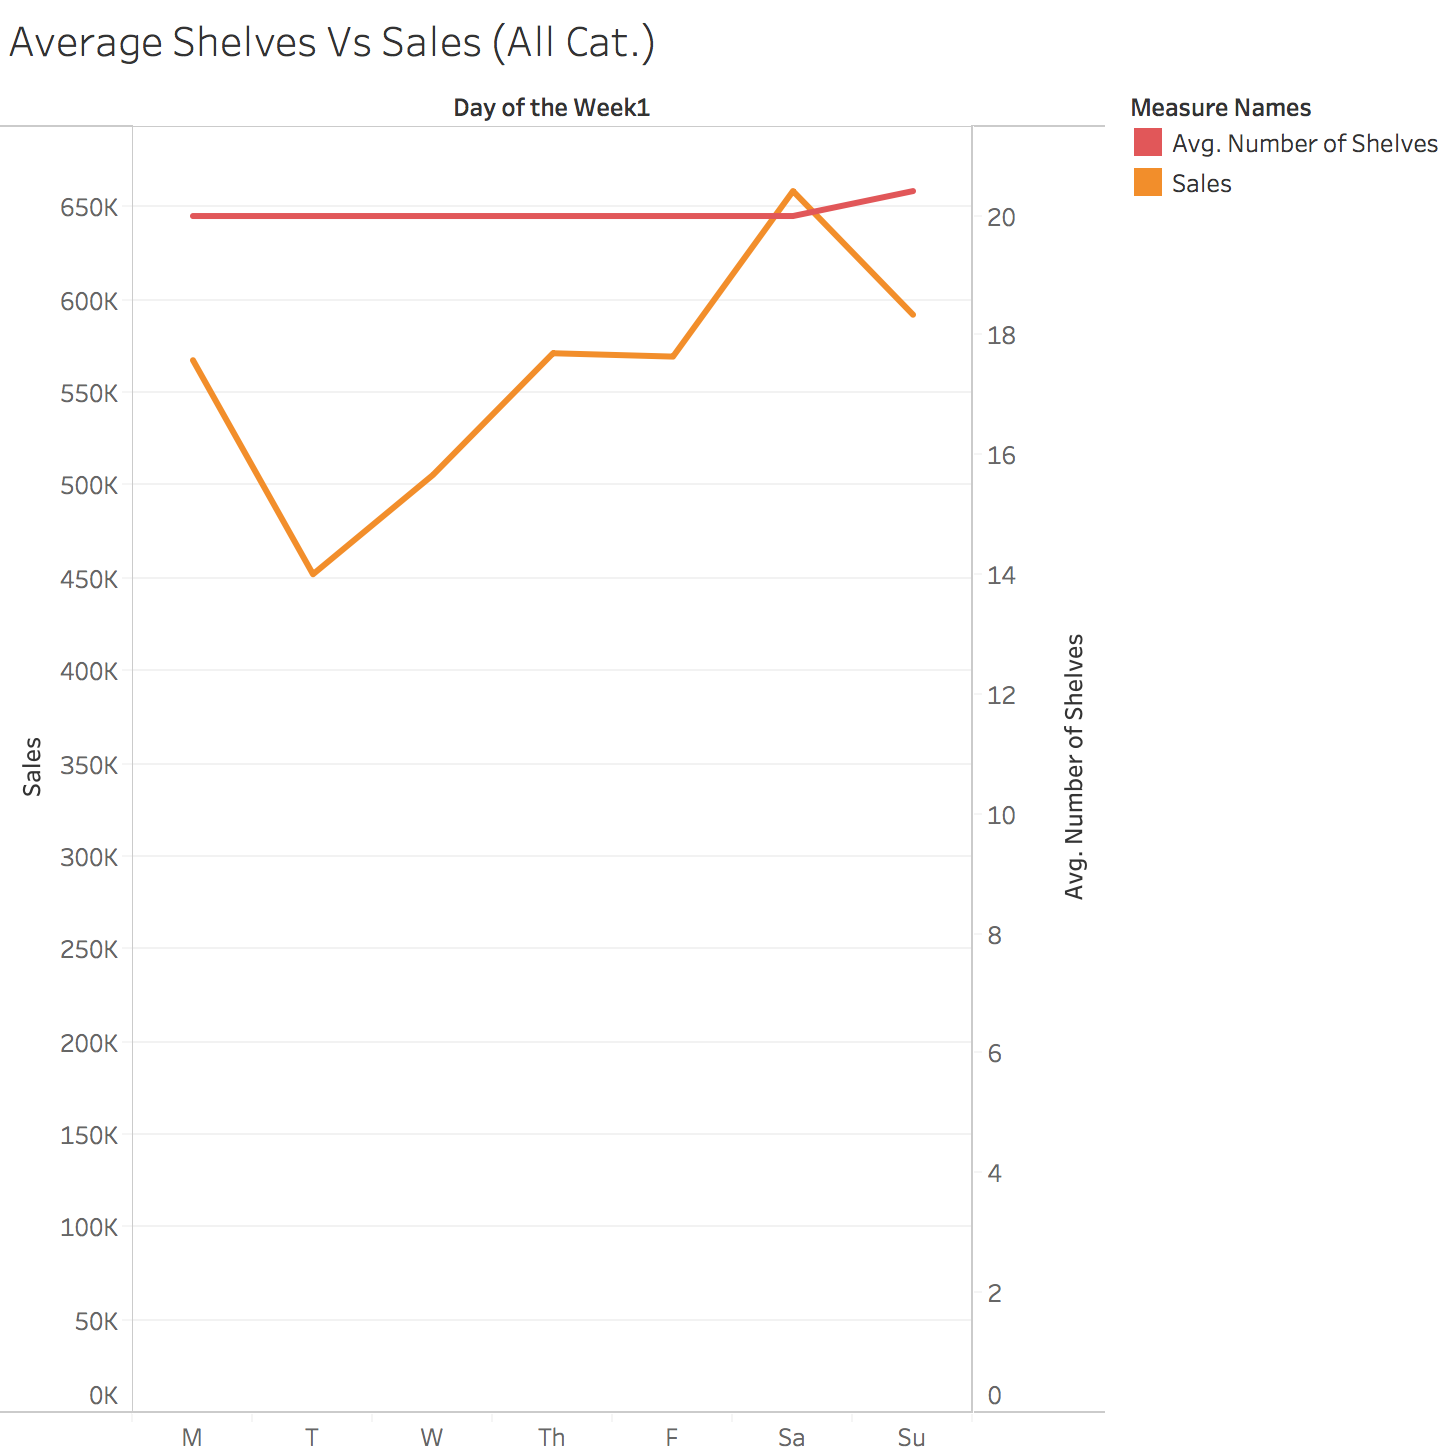 Average Shelves Vs Sales (All Cat.)
Day of the Week1
Measure Names
Avg. Number of Shelves
Sales
650K
600K
550K
500K
450K
400K
350K
300K
250K
200K
150K
100K
50K
0K
Sales
20
18
16
14
12
10
8
6
4
2
0
Avg. Number of Shelves
M T W Th F Sa Su